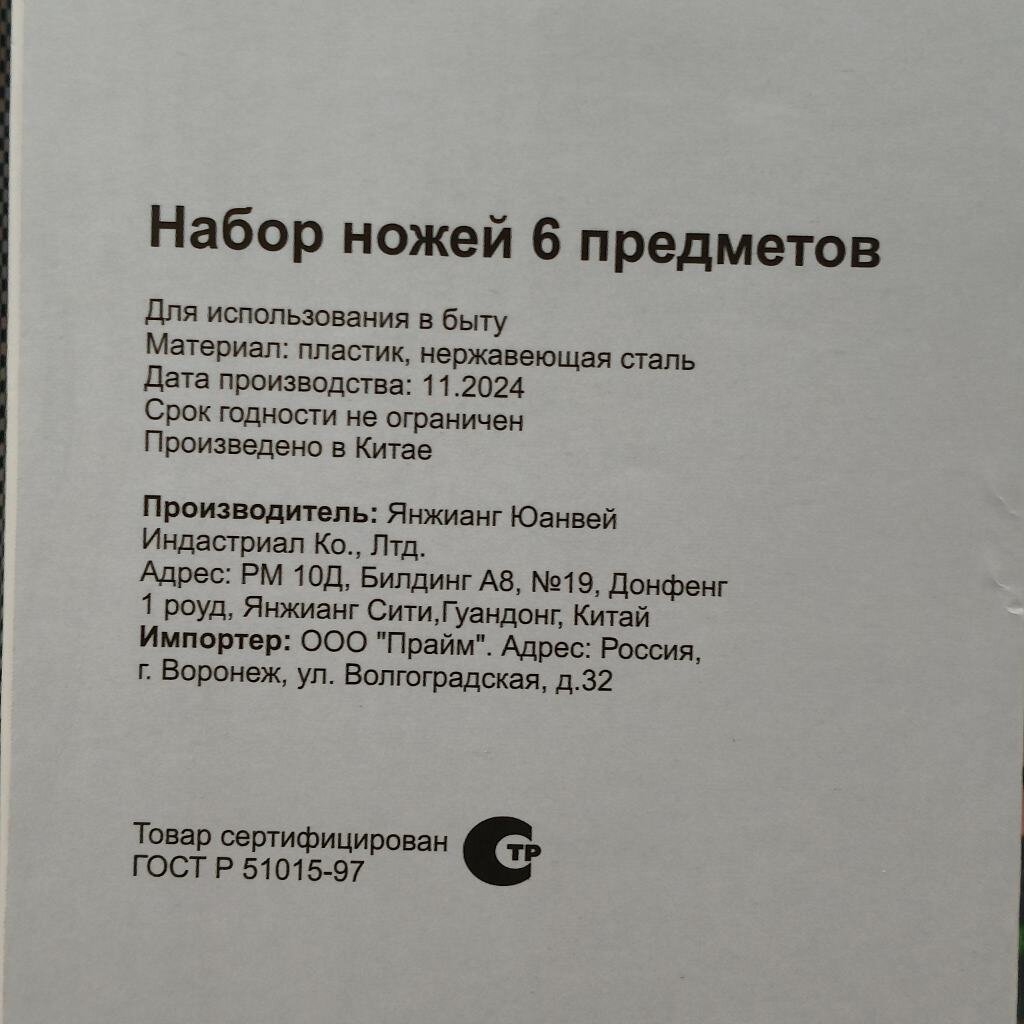 Набор ножей 6 предметов
Для использования в быту
Материал: пластик, нержавеющая сталь
Дата производства: 11.2024
Срок годности не ограничен
Произведено в Китае
Производитель: Янжианг Юанвей
Индастриал Ко., Лтд.
Адрес: РМ 10Д, Билдинг А8, №19, Донфенг
1 роуд, Янжианг Сити,Гуандонг, Китай
Импортер: ООО "Прайм". Адрес: Россия,
г. Воронеж, ул. Волгоградская, д.32
Товар сертифицирован
ГОСТ Р 51015-97
СТР